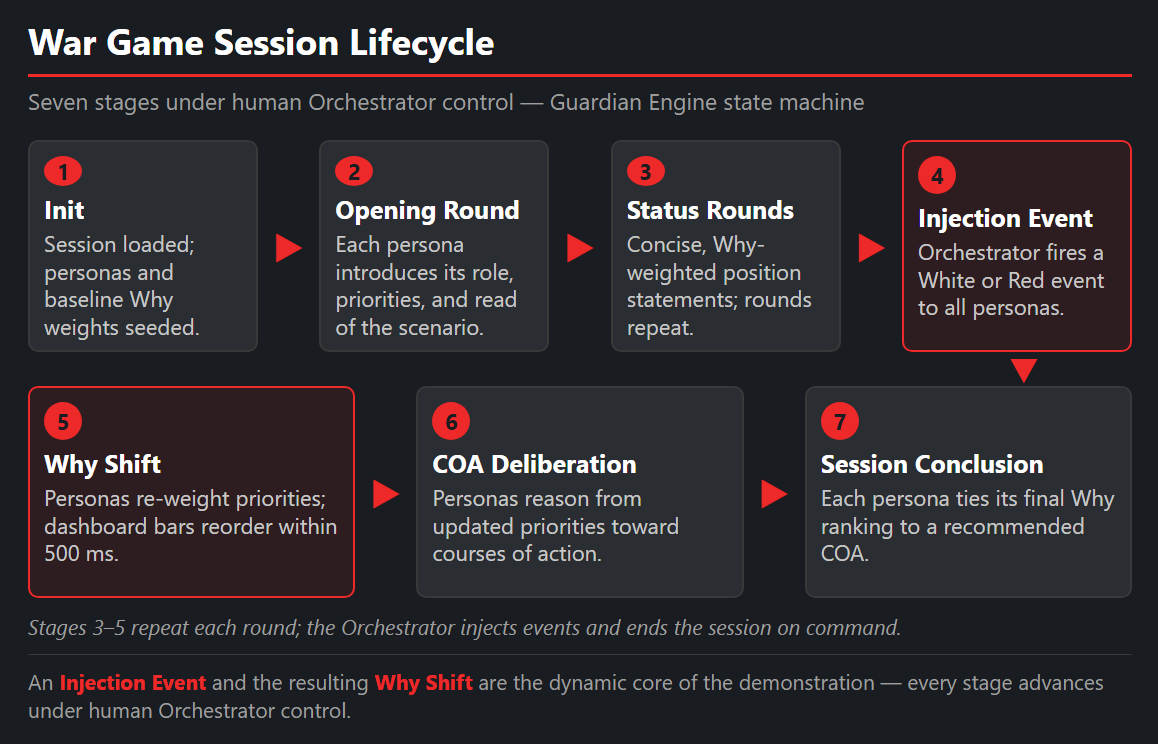 War Game Session Lifecycle
Seven stages under human Orchestrator control — Guardian Engine state machine
1
Init
Session loaded;
personas and
baseline Why
weights seeded.
2
Opening Round
Each persona
introduces its role,
priorities, and read
of the scenario.
3
Status Rounds
Concise, Why-
weighted position
statements; rounds
repeat.
4
Injection Event
Orchestrator fires a
White or Red event
to all personas.
5
Why Shift
Personas re-weight priorities;
dashboard bars reorder within
500 ms.
6
COA Deliberation
Personas reason from
updated priorities toward
courses of action.
7
Session Conclusion
Each persona ties its final Why
ranking to a recommended
COA.
Stages 3–5 repeat each round; the Orchestrator injects events and ends the session on command.
An Injection Event and the resulting Why Shift are the dynamic core of the demonstration — every stage advances
under human Orchestrator control.